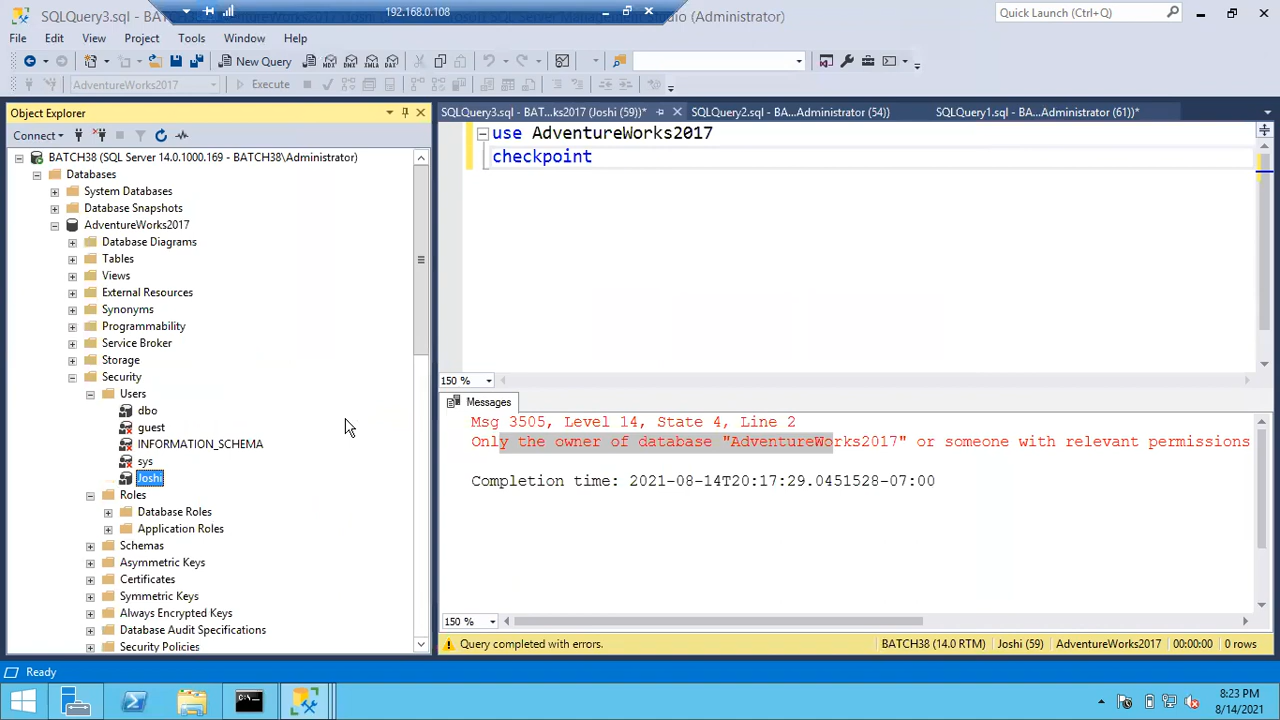 SQLQuery3.sql - BAT
192.168.0.108
Studio (Administrator)
Quick Launch (Ctrl+Q)
File Edit View Project Tools Window Help
New Query MDX DMX XMLA DAX
AdventureWorks2017 Execute
Object Explorer
Connect
BATCH38 (SQL Server 14.0.1000.169 - BATCH38\Administrator)
Databases
System Databases
Database Snapshots
AdventureWorks2017
Database Diagrams
Tables
Views
External Resources
Synonyms
Programmability
Service Broker
Storage
Security
Users
dbo
guest
INFORMATION_SCHEMA
sys
Joshi
Roles
Database Roles
Application Roles
Schemas
Asymmetric Keys
Certificates
Symmetric Keys
Always Encrypted Keys
Database Audit Specifications
Security Policies
SQLQuery3.sql - BAT...ks2017 (Joshi (59))* SQLQuery2.sql - BA...Administrator (54)) SQLQuery1.sql - BA...Administrator (61))*
use AdventureWorks2017
checkpoint
150 %
Messages
Msg 3505, Level 14, State 4, Line 2
Only the owner of database "AdventureWorks2017" or someone with relevant permissions
Completion time: 2021-08-14T20:17:29.0451528-07:00
150 %
Query completed with errors. BATCH38 (14.0 RTM) Joshi (59) AdventureWorks2017 00:00:00 0 rows
Ready
8:23 PM
8/14/2021